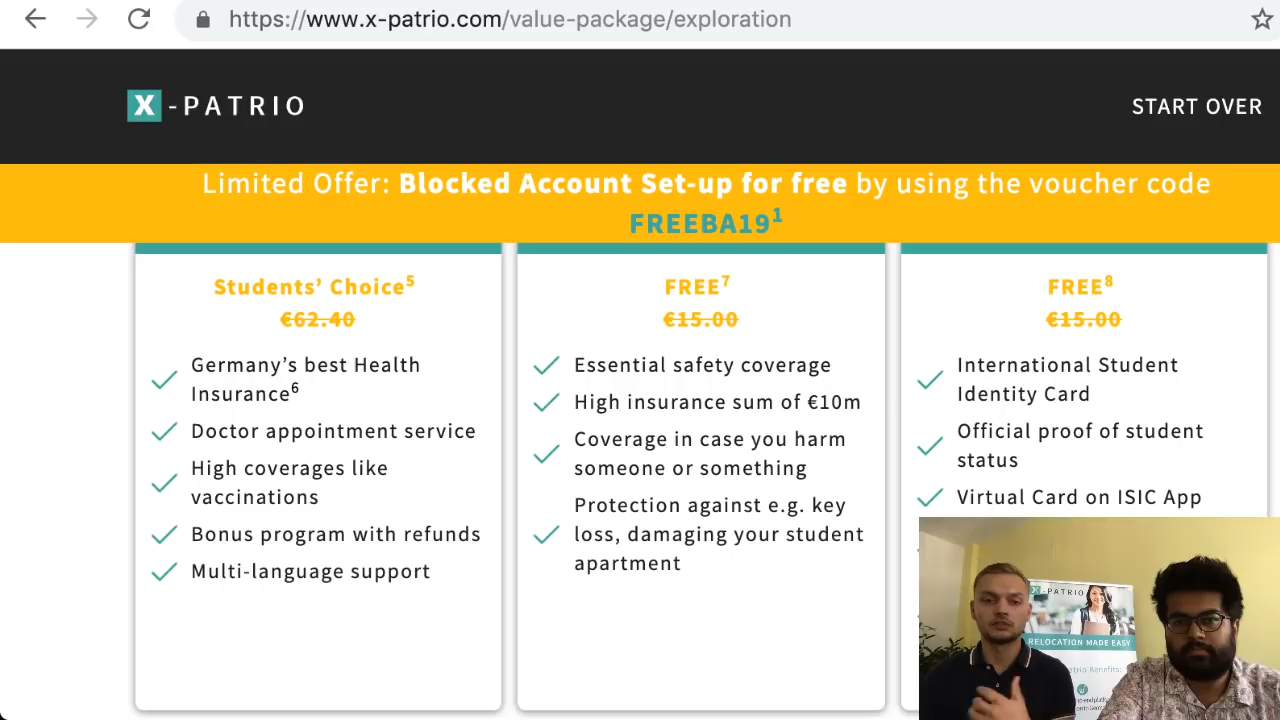 https://www.x-patrio.com/value-package/exploration
X-PATRIO
START OVER
Limited Offer: Blocked Account Set-up for free by using the voucher code
FREEBA19¹
Students’ Choice⁵
€62.40
Germany’s best Health
Insurance⁶
Doctor appointment service
High coverages like
vaccinations
Bonus program with refunds
Multi-language support
FREE⁷
€15.00
Essential safety coverage
High insurance sum of €10m
Coverage in case you harm
someone or something
Protection against e.g. key
loss, damaging your student
apartment
FREE⁸
€15.00
International Student
Identity Card
Official proof of student
status
Virtual Card on ISIC App
X-PATRIO
RELOCATION MADE EASY
Benefits: